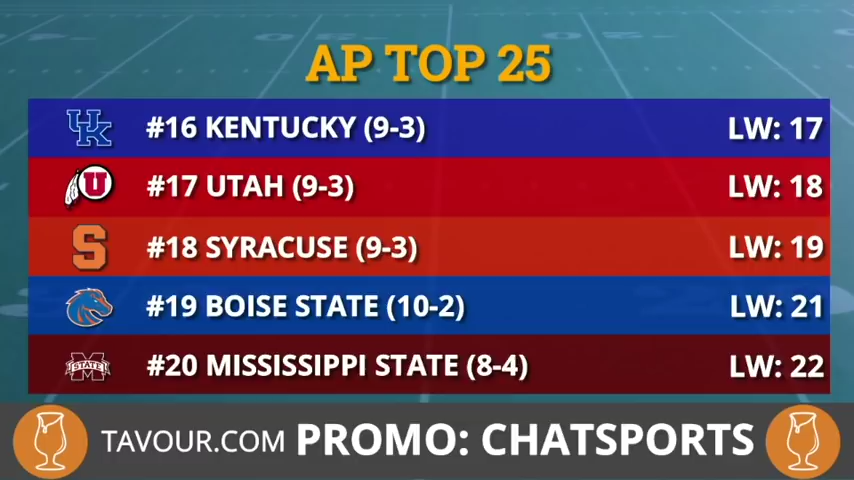 AP TOP 25
UK #16 KENTUCKY (9-3) LW: 17
U #17 UTAH (9-3) LW: 18
S #18 SYRACUSE (9-3) LW: 19
#19 BOISE STATE (10-2) LW: 21
M STATE #20 MISSISSIPPI STATE (8-4) LW: 22
TAVOUR.COM PROMO: CHATSPORTS